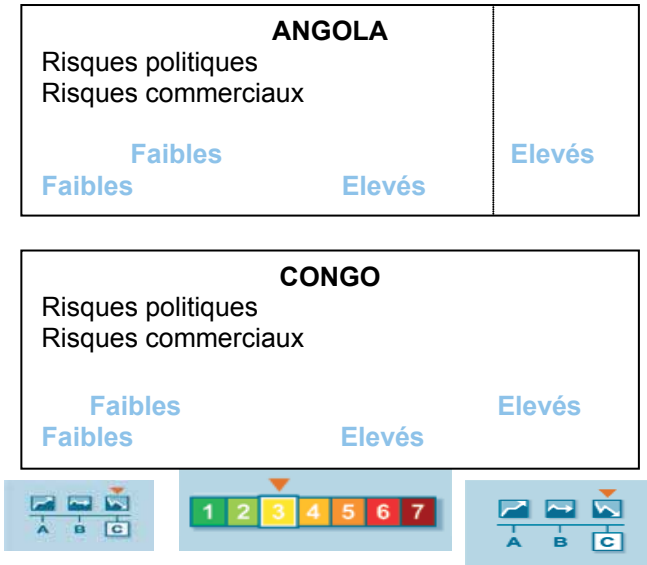 ANGOLA
Risques politiques
Risques commerciaux
Faibles Elevés
Faibles Elevés
CONGO
Risques politiques
Risques commerciaux
Faibles Elevés
Faibles Elevés
A B C
1 2 3 4 5 6 7
A B C